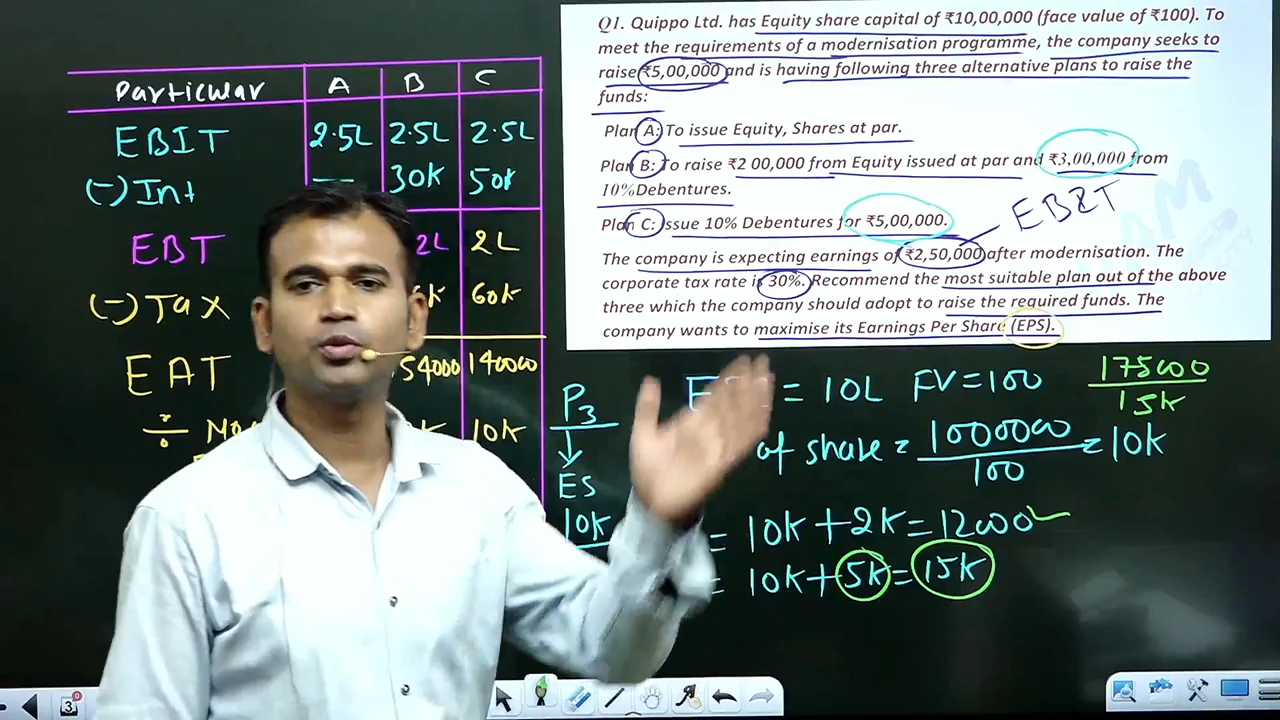 Q1. Quippo Ltd. has Equity share capital of ₹10,00,000 (face value of ₹100). To
meet the requirements of a modernisation programme, the company seeks to
raise ₹5,00,000 and is having following three alternative plans to raise the
funds:
Plan A: To issue Equity, Shares at par.
Plan B: To raise ₹2 00,000 from Equity issued at par and ₹3,00,000 from
10%Debentures.
Plan C: Issue 10% Debentures for ₹5,00,000.
EBIT
The company is expecting earnings of ₹2,50,000 after modernisation. The
corporate tax rate is 30%. Recommend the most suitable plan out of the above
three which the company should adopt to raise the required funds. The
company wants to maximise its Earnings Per Share (EPS).
Particular A B C
EBIT 2.5L 2.5L 2.5L
(-) Int — 30K 50K
EBT 2L 2L
(-) Tax K 60K
EAT 54000 140000
÷ 10K
P3
↓
ES
10K
= 10L FV=100
175000
15K
of share = 1000000
100
= 10K
= 10K+2K=12000
= 10K+5K=15K
3